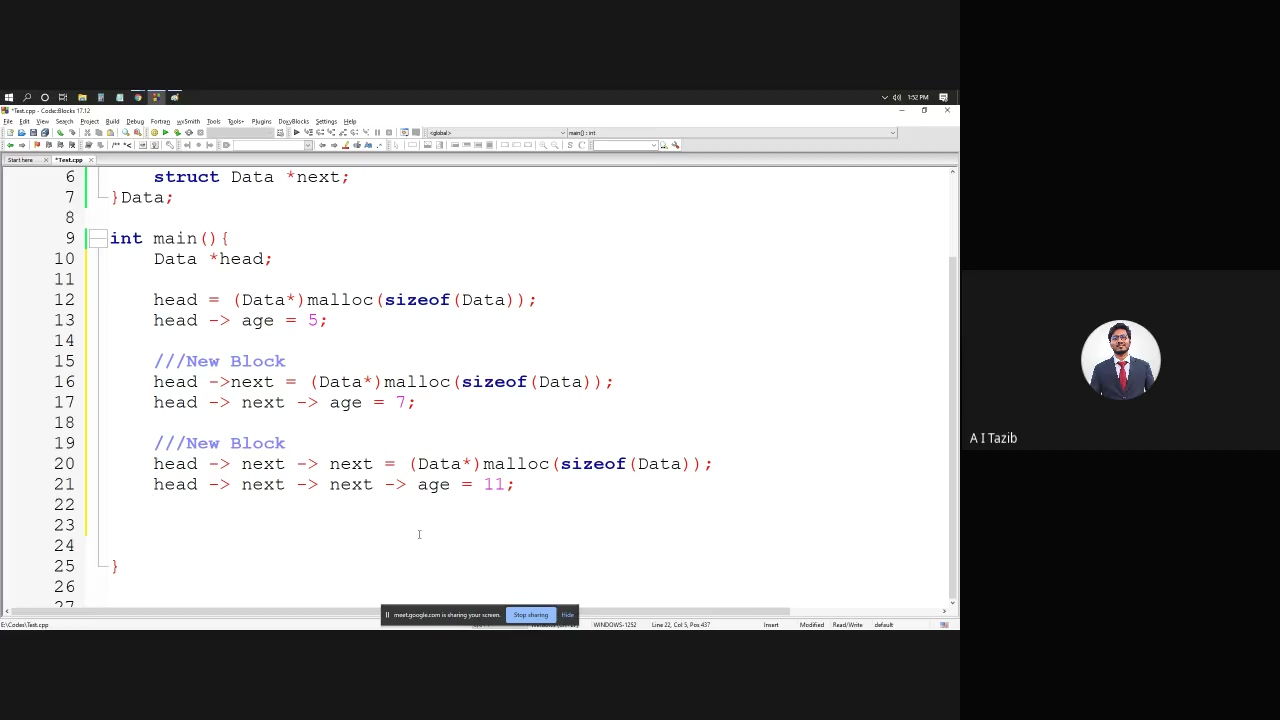 *Test.cpp - Code::Blocks 17.12
1:52 PM
File Edit View Search Project Build Debug Fortran wxSmith Tools Tools+ Plugins DoxyBlocks Settings Help
<global>
main() : int
Start here
*Test.cpp
6 struct Data *next;
7 }Data;
8
9 int main(){
10 Data *head;
11
12 head = (Data*)malloc(sizeof(Data));
13 head -> age = 5;
14
15 ///New Block
16 head ->next = (Data*)malloc(sizeof(Data));
17 head -> next -> age = 7;
18
19 ///New Block
20 head -> next -> next = (Data*)malloc(sizeof(Data));
21 head -> next -> next -> age = 11;
22
23
24
25 }
26
27
A I Tazib
meet.google.com is sharing your screen.
Stop sharing
Hide
E:\Codes\Test.cpp
WINDOWS-1252
Line 22, Col 5, Pos 437
Insert
Modified
Read/Write
default